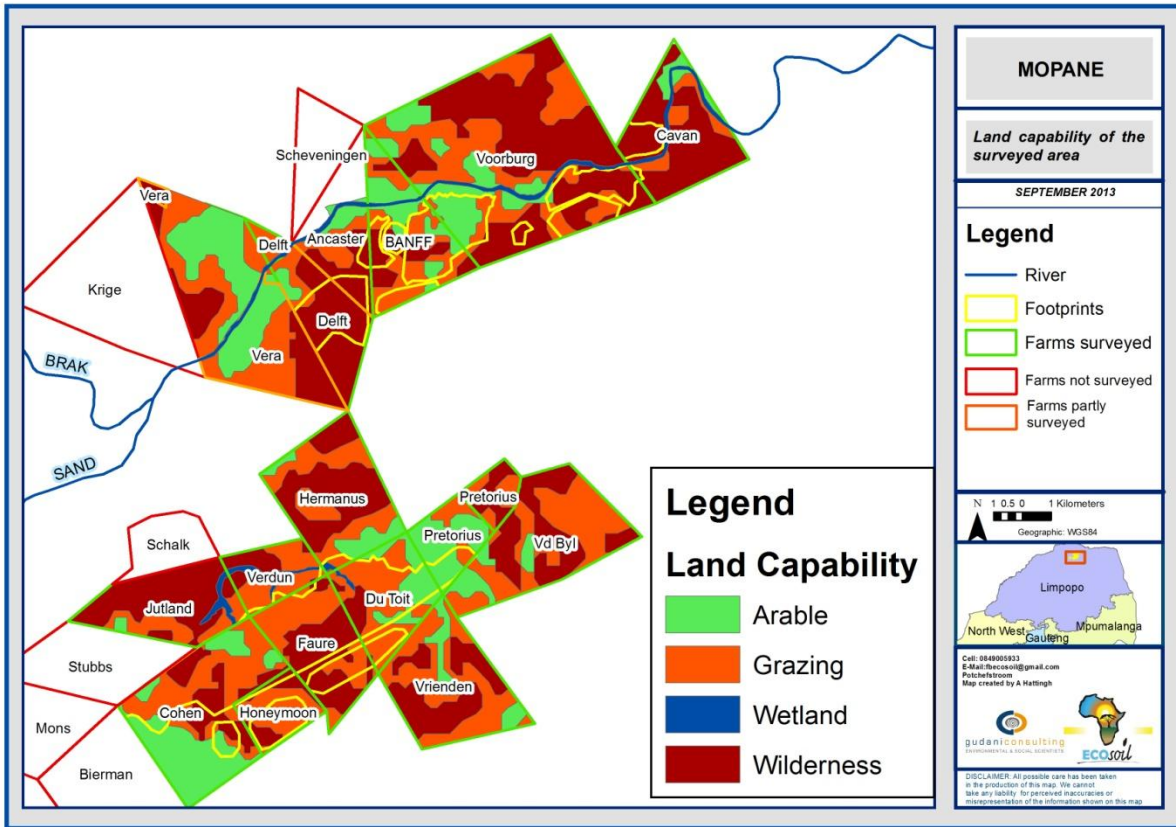 Scheveningen
Cavan
Voorburg
Vera
Delft
Ancaster
BANFF
Krige
Delft
Vera
BRAK
SAND
Hermanus
Pretorius
Pretorius
Vd Byl
Schalk
Verdun
Jutland
Du Toit
Faure
Stubbs
Vrienden
Cohen
Honeymoon
Mons
Bierman
Legend
Land Capability
Arable
Grazing
Wetland
Wilderness
MOPANE
Land capability of the
surveyed area
SEPTEMBER 2013
Legend
River
Footprints
Farms surveyed
Farms not surveyed
Farms partly
surveyed
N
1 0.5 0 1 Kilometers
Geographic: WGS84
Limpopo
North West
Mpumalanga
Gauteng
Cell: 0849005933
E-Mail:fbecosoil@gmail.com
Potchefstroom
Map created by A Hattingh
gudaniconsulting
ENVIRONMENTAL & SOCIAL SCIENTISTS
ECOsoil
DISCLAIMER: All possible care has been taken
in the production of this map. We cannot
take any liability for perceived inaccuracies or
misrepresentation of the information shown on this map